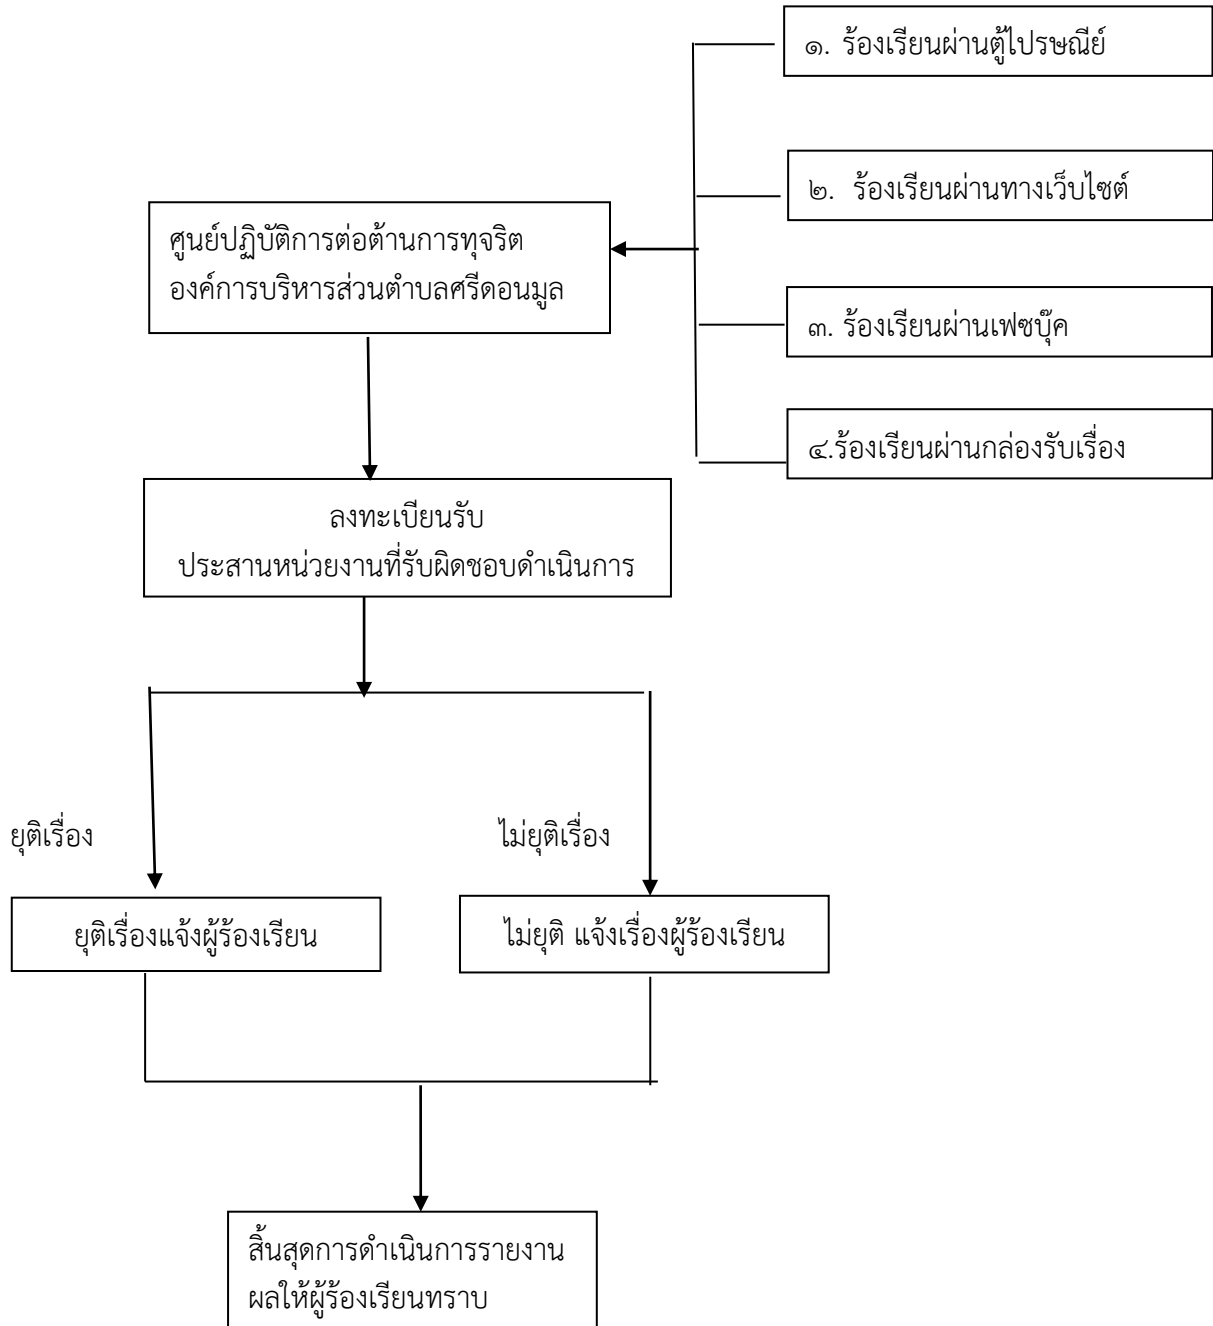 ๑. ร้องเรียนผ่านตู้ไปรษณีย์
๒. ร้องเรียนผ่านทางเว็บไซต์
ศูนย์ปฏิบัติการต่อต้านการทุจริต
องค์การบริหารส่วนตำบลศรีดอนมูล
๓. ร้องเรียนผ่านเฟซบุ๊ค
๔.ร้องเรียนผ่านกล่องรับเรื่อง
ลงทะเบียนรับ
ประสานหน่วยงานที่รับผิดชอบดำเนินการ
ยุติเรื่อง
ไม่ยุติเรื่อง
ยุติเรื่องแจ้งผู้ร้องเรียน
ไม่ยุติ แจ้งเรื่องผู้ร้องเรียน
สิ้นสุดการดำเนินการรายงาน
ผลให้ผู้ร้องเรียนทราบ